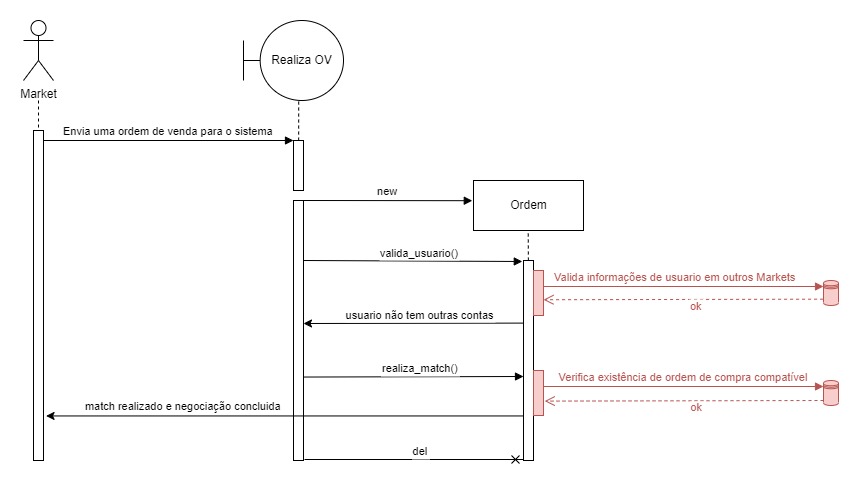 Realiza OV
Market
Envia uma ordem de venda para o sistema
new
Ordem
valida_usuario()
Valida informações de usuario em outros Markets
ok
usuario não tem outras contas
realiza_match()
Verifica existência de ordem de compra compatível
ok
match realizado e negociação concluida
del